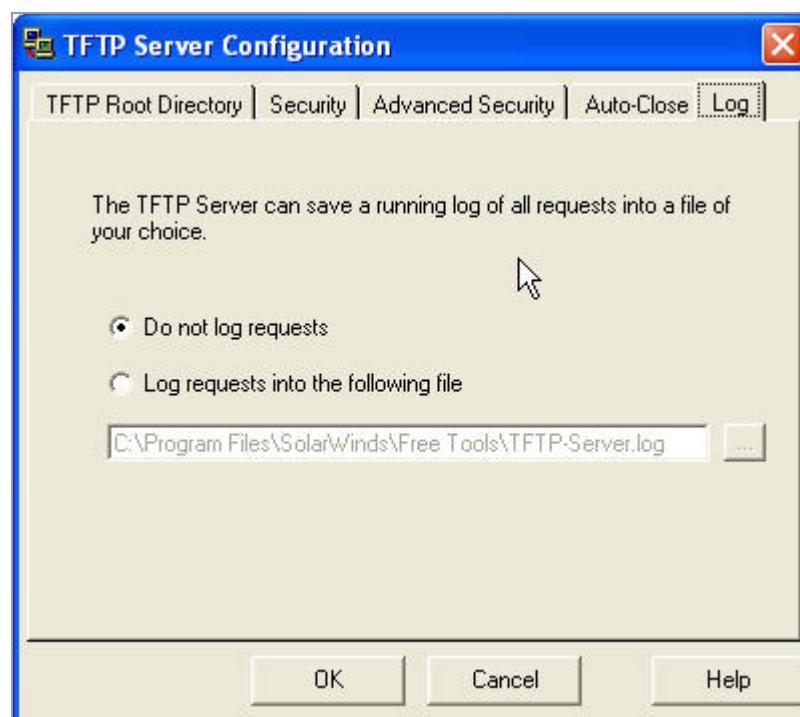 TFTP Server Configuration
TFTP Root Directory Security Advanced Security Auto-Close Log
The TFTP Server can save a running log of all requests into a file of
your choice.
Do not log requests
Log requests into the following file
C:\Program Files\SolarWinds\Free Tools\TFTP-Server.log ...
OK Cancel Help